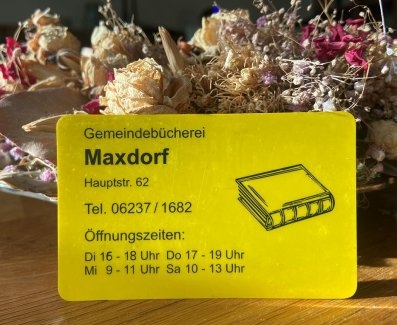 Gemeindebücherei
Maxdorf
Hauptstr. 62
Tel. 06237 / 1682
Öffnungszeiten:
Di 16 - 18 Uhr Do 17 - 19 Uhr
Mi 9 - 11 Uhr Sa 10 - 13 Uhr